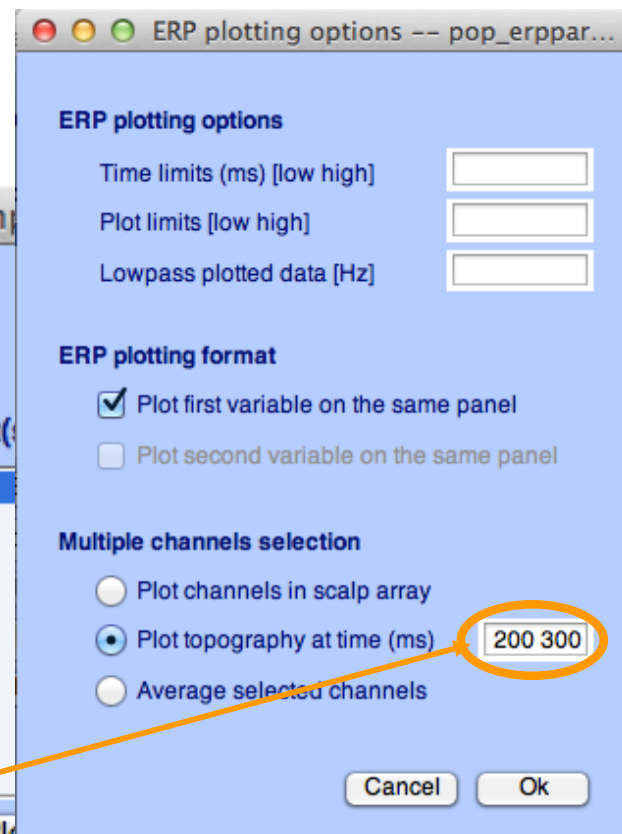 ERP plotting options -- pop_erppar...
ERP plotting options
Time limits (ms) [low high]
Plot limits [low high]
Lowpass plotted data [Hz]
ERP plotting format
Plot first variable on the same panel
Plot second variable on the same panel
Multiple channels selection
Plot channels in scalp array
Plot topography at time (ms) 200 300
Average selected channels
Cancel Ok